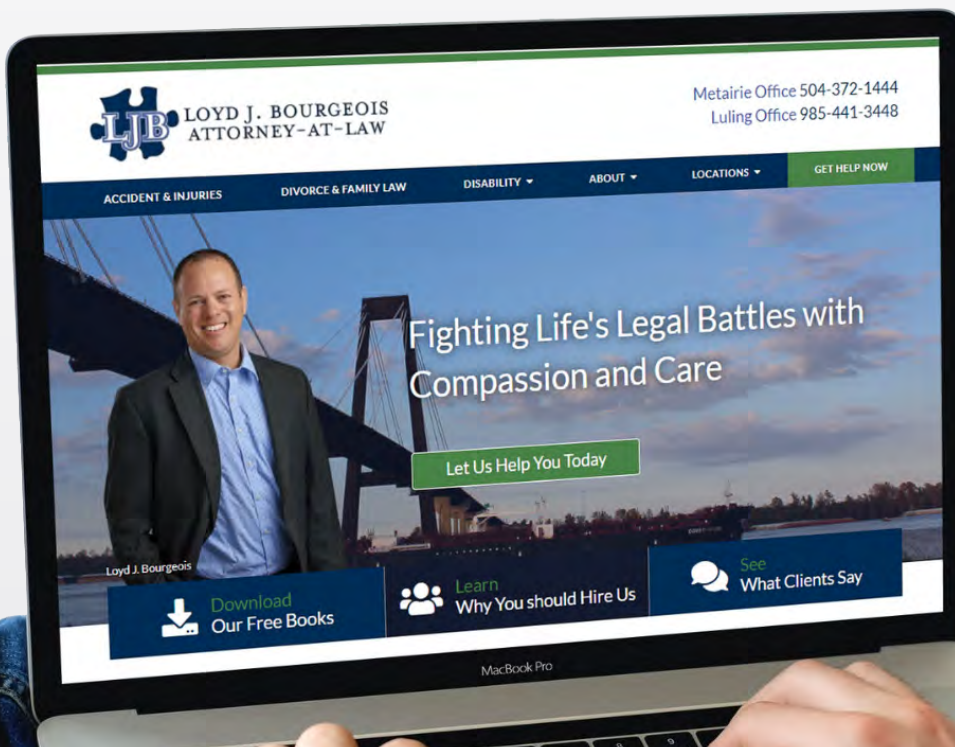 LJB
LOYD J. BOURGEOIS
ATTORNEY-AT-LAW
Metairie Office 504-372-1444
Luling Office 985-441-3448
ACCIDENT & INJURIES
DIVORCE & FAMILY LAW
DISABILITY
ABOUT
LOCATIONS
GET HELP NOW
Fighting Life's Legal Battles with
Compassion and Care
Let Us Help You Today
Loyd J. Bourgeois
Download
Our Free Books
Learn
Why You should Hire Us
See
What Clients Say
MacBook Pro